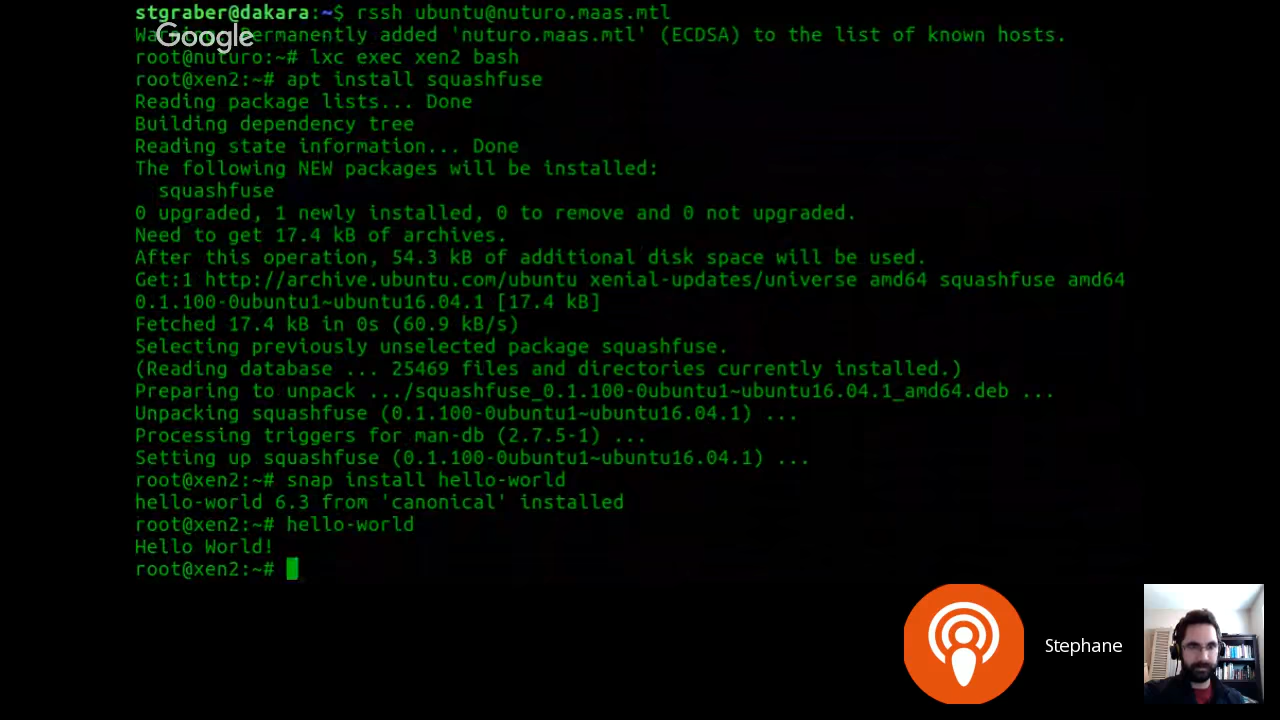 stgraber@dakara:~$ rssh ubuntu@nuturo.maas.mtl
Warning: Permanently added 'nuturo.maas.mtl' (ECDSA) to the list of known hosts.
Google
root@nuturo:~# lxc exec xen2 bash
root@xen2:~# apt install squashfuse
Reading package lists... Done
Building dependency tree
Reading state information... Done
The following NEW packages will be installed:
squashfuse
0 upgraded, 1 newly installed, 0 to remove and 0 not upgraded.
Need to get 17.4 kB of archives.
After this operation, 54.3 kB of additional disk space will be used.
Get:1 http://archive.ubuntu.com/ubuntu xenial-updates/universe amd64 squashfuse amd64
0.1.100-0ubuntu1~ubuntu16.04.1 [17.4 kB]
Fetched 17.4 kB in 0s (60.9 kB/s)
Selecting previously unselected package squashfuse.
(Reading database ... 25469 files and directories currently installed.)
Preparing to unpack .../squashfuse_0.1.100-0ubuntu1~ubuntu16.04.1_amd64.deb ...
Unpacking squashfuse (0.1.100-0ubuntu1~ubuntu16.04.1) ...
Processing triggers for man-db (2.7.5-1) ...
Setting up squashfuse (0.1.100-0ubuntu1~ubuntu16.04.1) ...
root@xen2:~# snap install hello-world
hello-world 6.3 from 'canonical' installed
root@xen2:~# hello-world
Hello World!
root@xen2:~#
Stephane